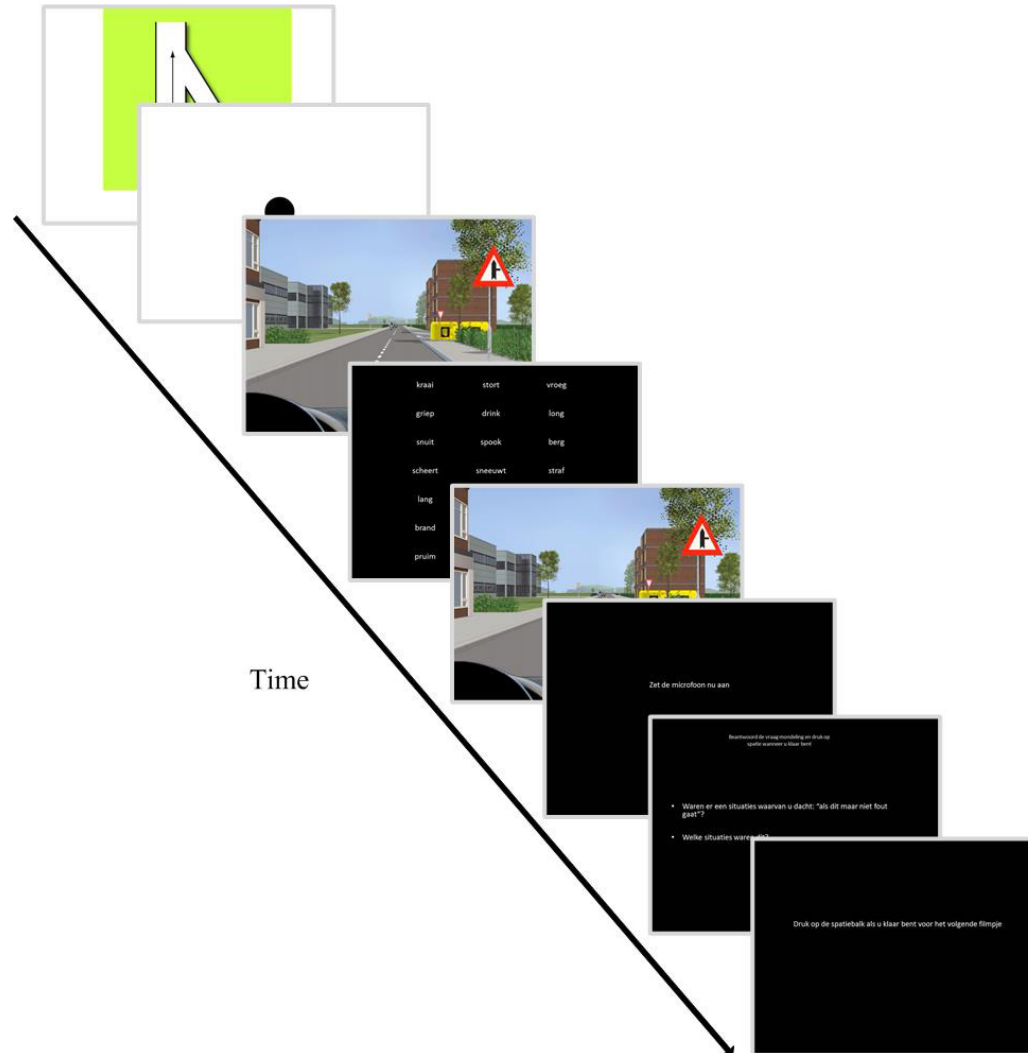 kraai stort vroeg
griep drink long
snuit spook berg
scheert sneeuwt straf
lang
brand
pruim
Time
Zet de microfoon nu aan
Beantwoord de vraag mondeling en druk op
spatie wanneer u klaar bent
• Waren er een situaties waarvan u dacht: “als dit maar niet fout
gaat”?
• Welke situaties waren dit?
Druk op de spatiebalk als u klaar bent voor het volgende filmpje